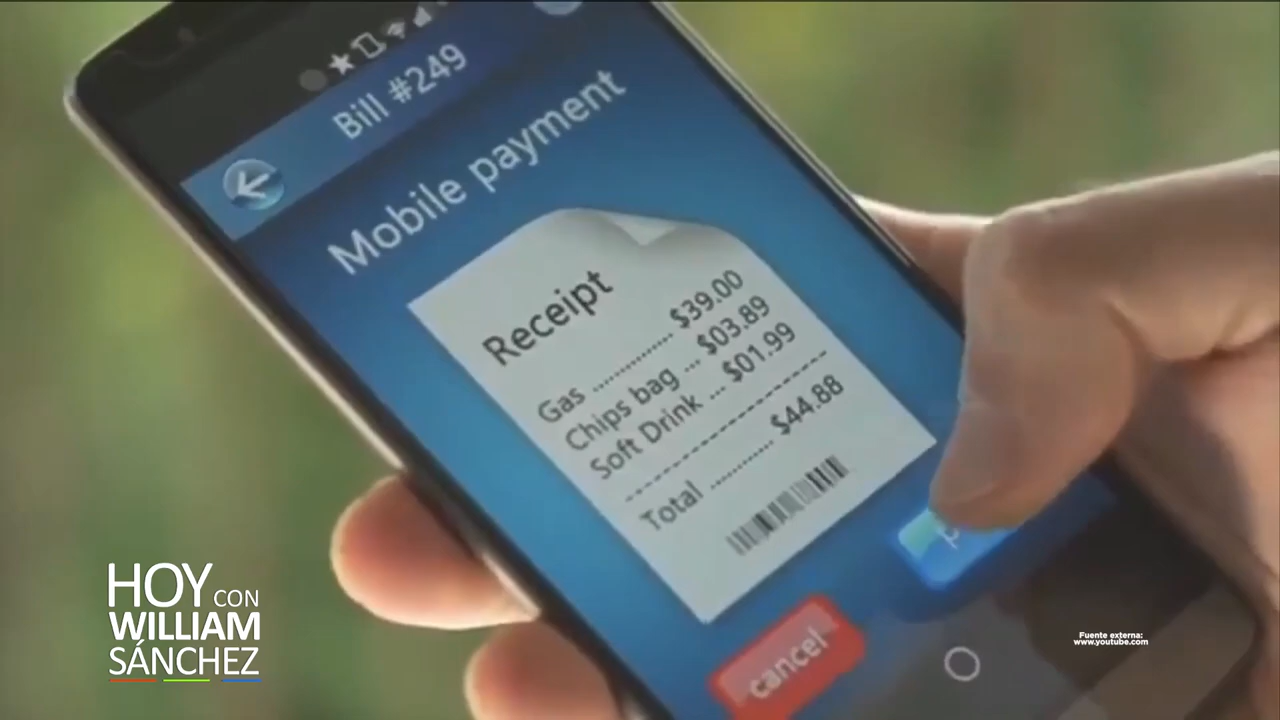 Bill #249
Mobile payment
Receipt
Gas ............ $39.00
Chips bag ... $03.89
Soft Drink ... $01.99
Total ............ $44.88
cancel
HOY CON
WILLIAM
SÁNCHEZ
Fuente externa:
www.youtube.com